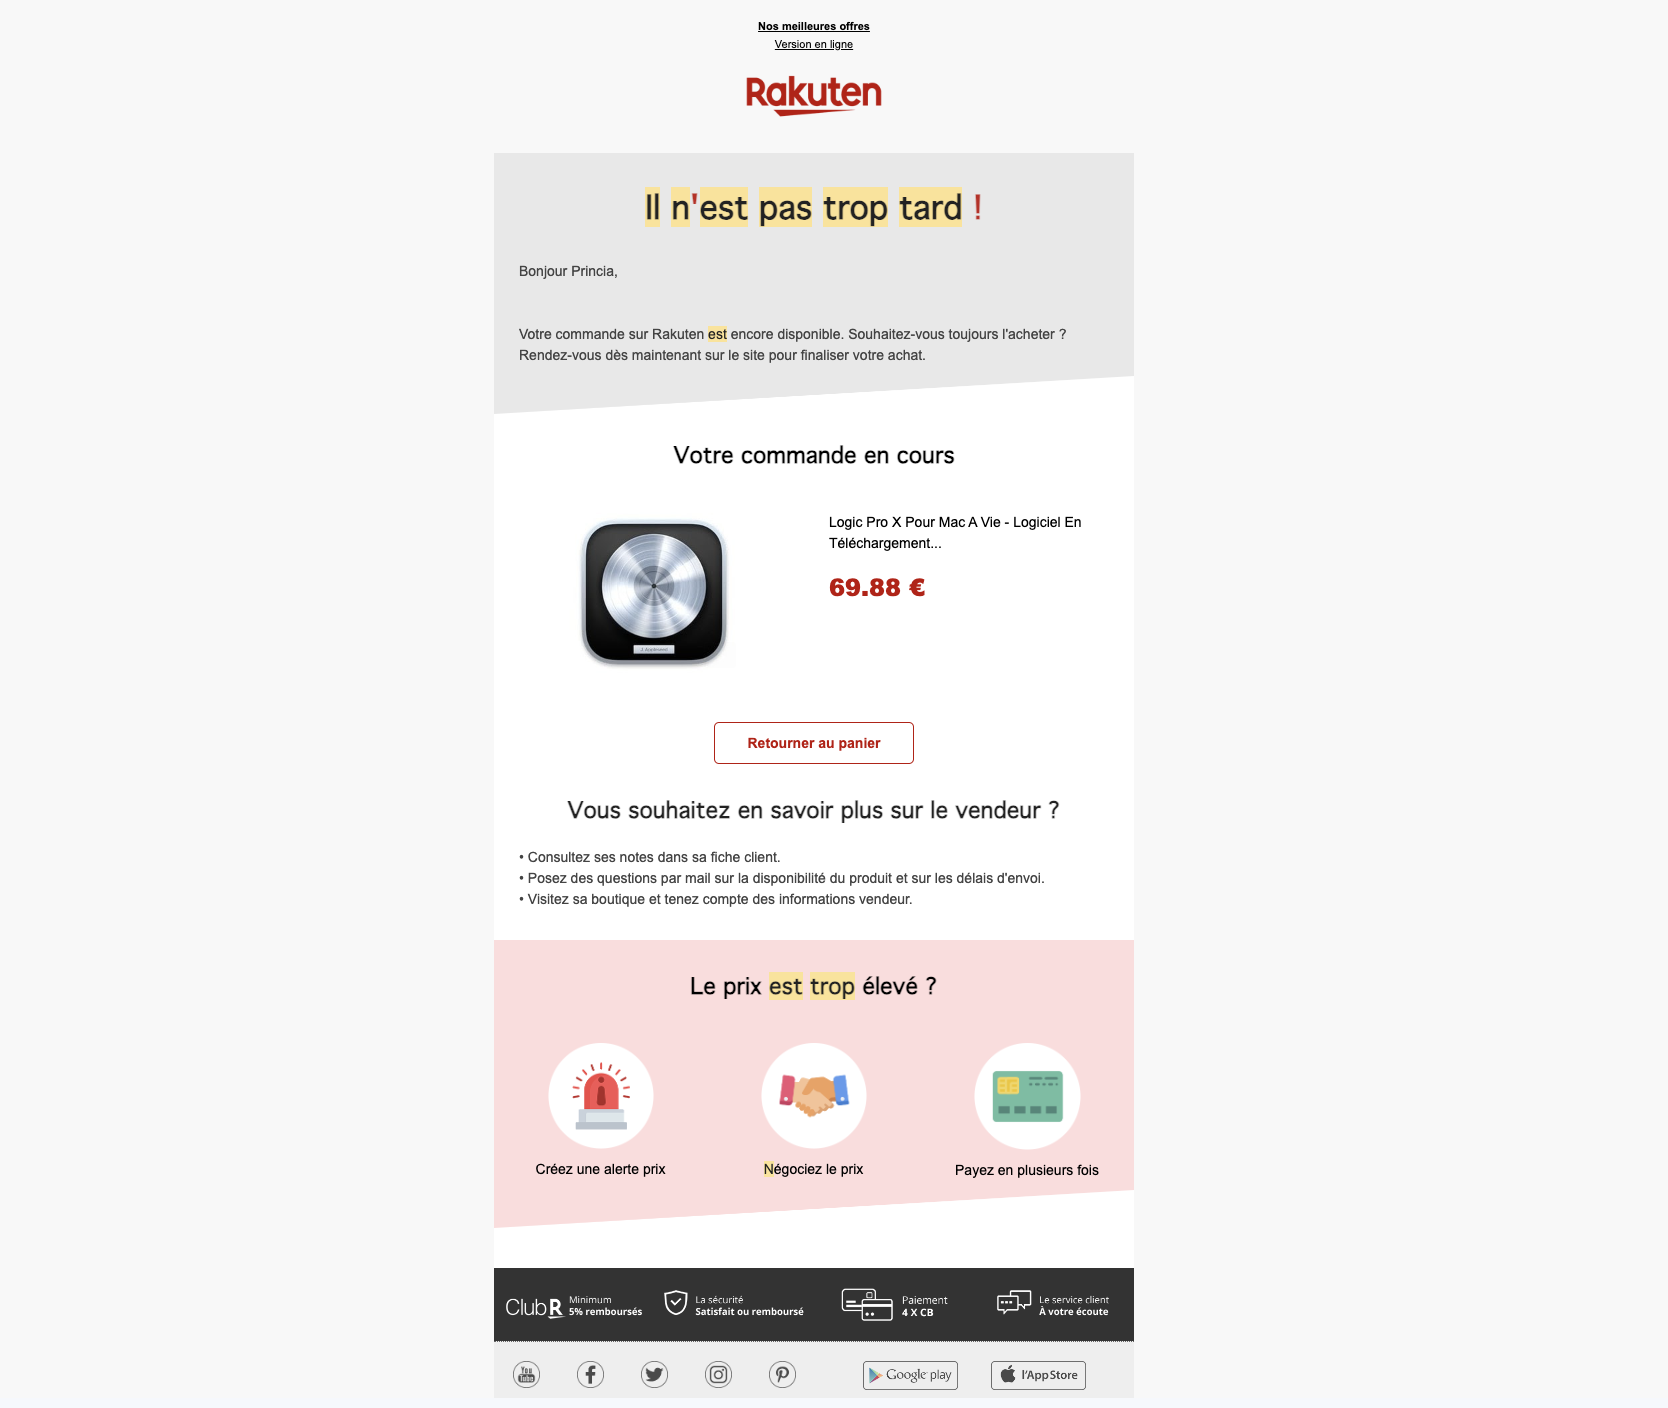 Nos meilleures offres
Version en ligne
Rakuten
Il n'est pas trop tard !
Bonjour Princia,
Votre commande sur Rakuten est encore disponible. Souhaitez-vous toujours l'acheter ?
Rendez-vous dès maintenant sur le site pour finaliser votre achat.
Votre commande en cours
Logic Pro X Pour Mac A Vie - Logiciel En
Téléchargement...
69.88 €
Retourner au panier
Vous souhaitez en savoir plus sur le vendeur ?
• Consultez ses notes dans sa fiche client.
• Posez des questions par mail sur la disponibilité du produit et sur les délais d'envoi.
• Visitez sa boutique et tenez compte des informations vendeur.
Le prix est trop élevé ?
Créez une alerte prix
Négociez le prix
Payez en plusieurs fois
Club R
Minimum
5% remboursés
La sécurité
Satisfait ou remboursé
Paiement
4 X CB
Le service client
À votre écoute
You Tube
Google play
l'App Store